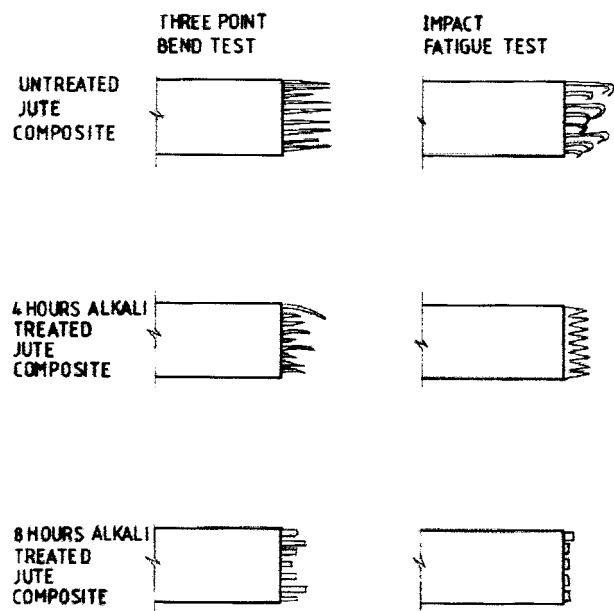 THREE POINT
BEND TEST
IMPACT
FATIGUE TEST
UNTREATED
JUTE
COMPOSITE
4 HOURS ALKALI
TREATED
JUTE
COMPOSITE
8 HOURS ALKALI
TREATED
JUTE
COMPOSITE